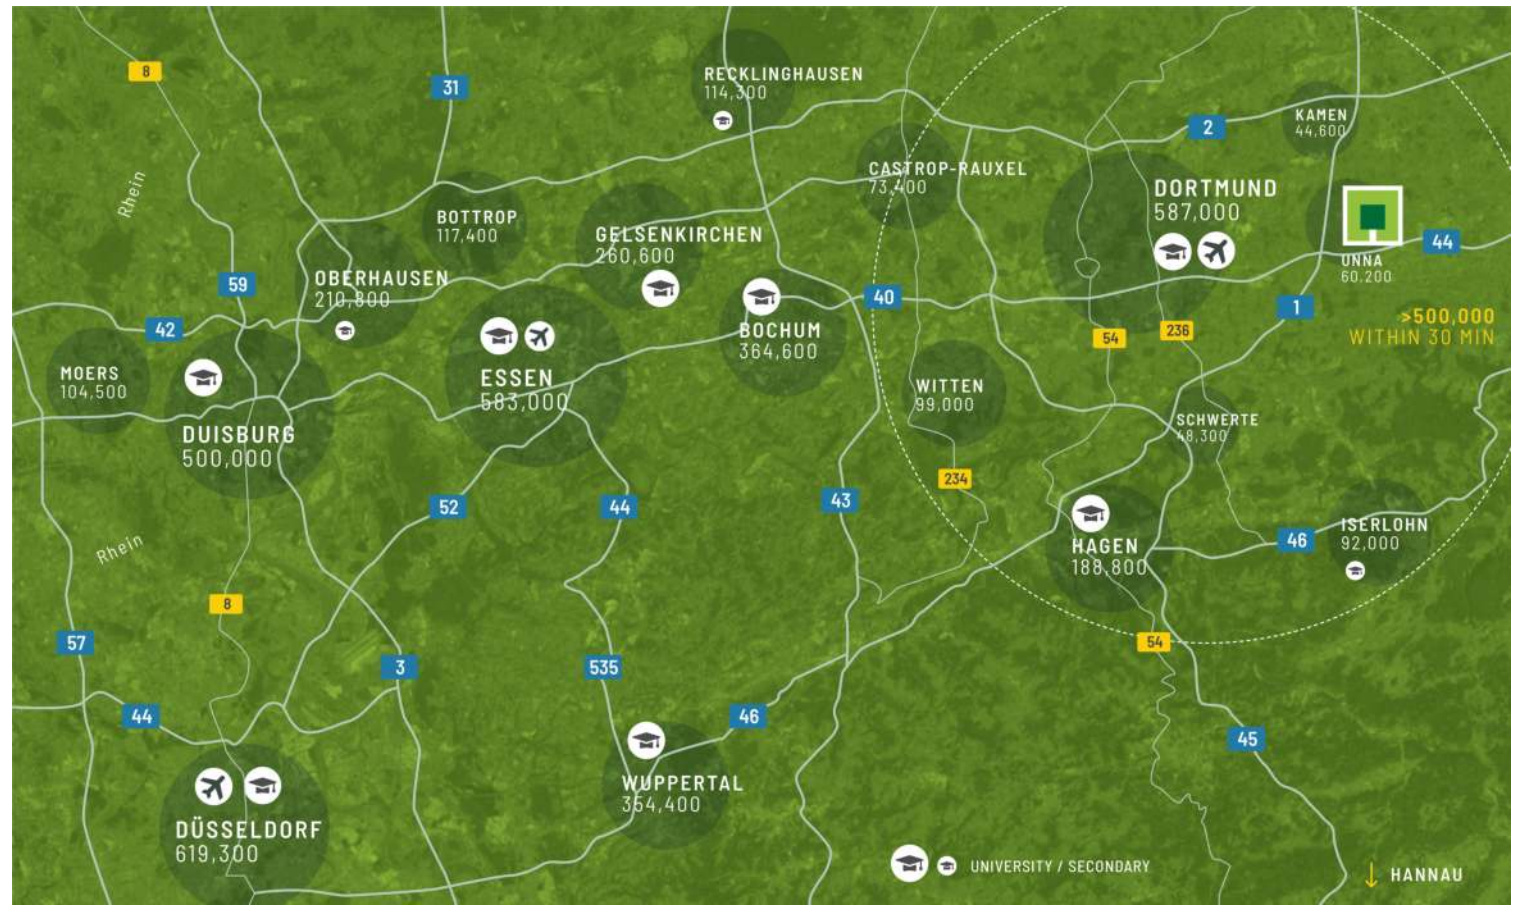 8
31
RECKLINGHAUSEN
114,300
2
KAMEN
44,600
Rhein
CASTROP-RAUXEL
73,400
DORTMUND
587,000
BOTTROP
117,400
GELSENKIRCHEN
260,600
44
UNNA
60.200
OBERHAUSEN
210,800
59
40
1
>500,000
WITHIN 30 MIN
42
BOCHUM
364,600
54
236
MOERS
104,500
ESSEN
583,000
WITTEN
99,000
SCHWERTE
48,300
DUISBURG
500,000
234
52
44
43
HAGEN
188.800
46
ISERLOHN
92,000
Rhein
8
57
3
535
54
44
46
45
WUPPERTAL
354,400
DÜSSELDORF
619,300
UNIVERSITY / SECONDARY
HANNAU